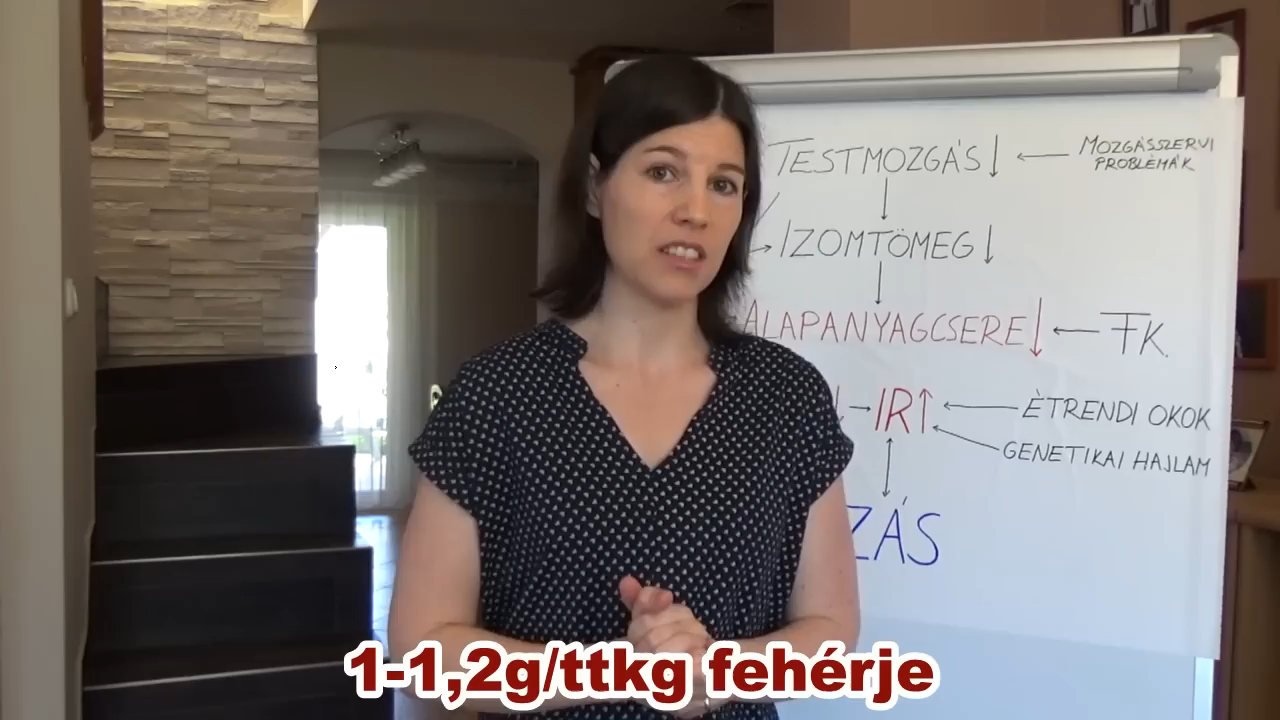 TESTMOZGÁS↓ ← MOZGÁSSZERVI
PROBLÉMÁK
→ IZOMTÖMEG↓
ALAPANYAGCSERE↓ ← FK.
↓ → IR↑ ← ÉTRENDI OKOK
GENETIKAI HAJLAM
ZÁS
1-1,2g/ttkg fehérje